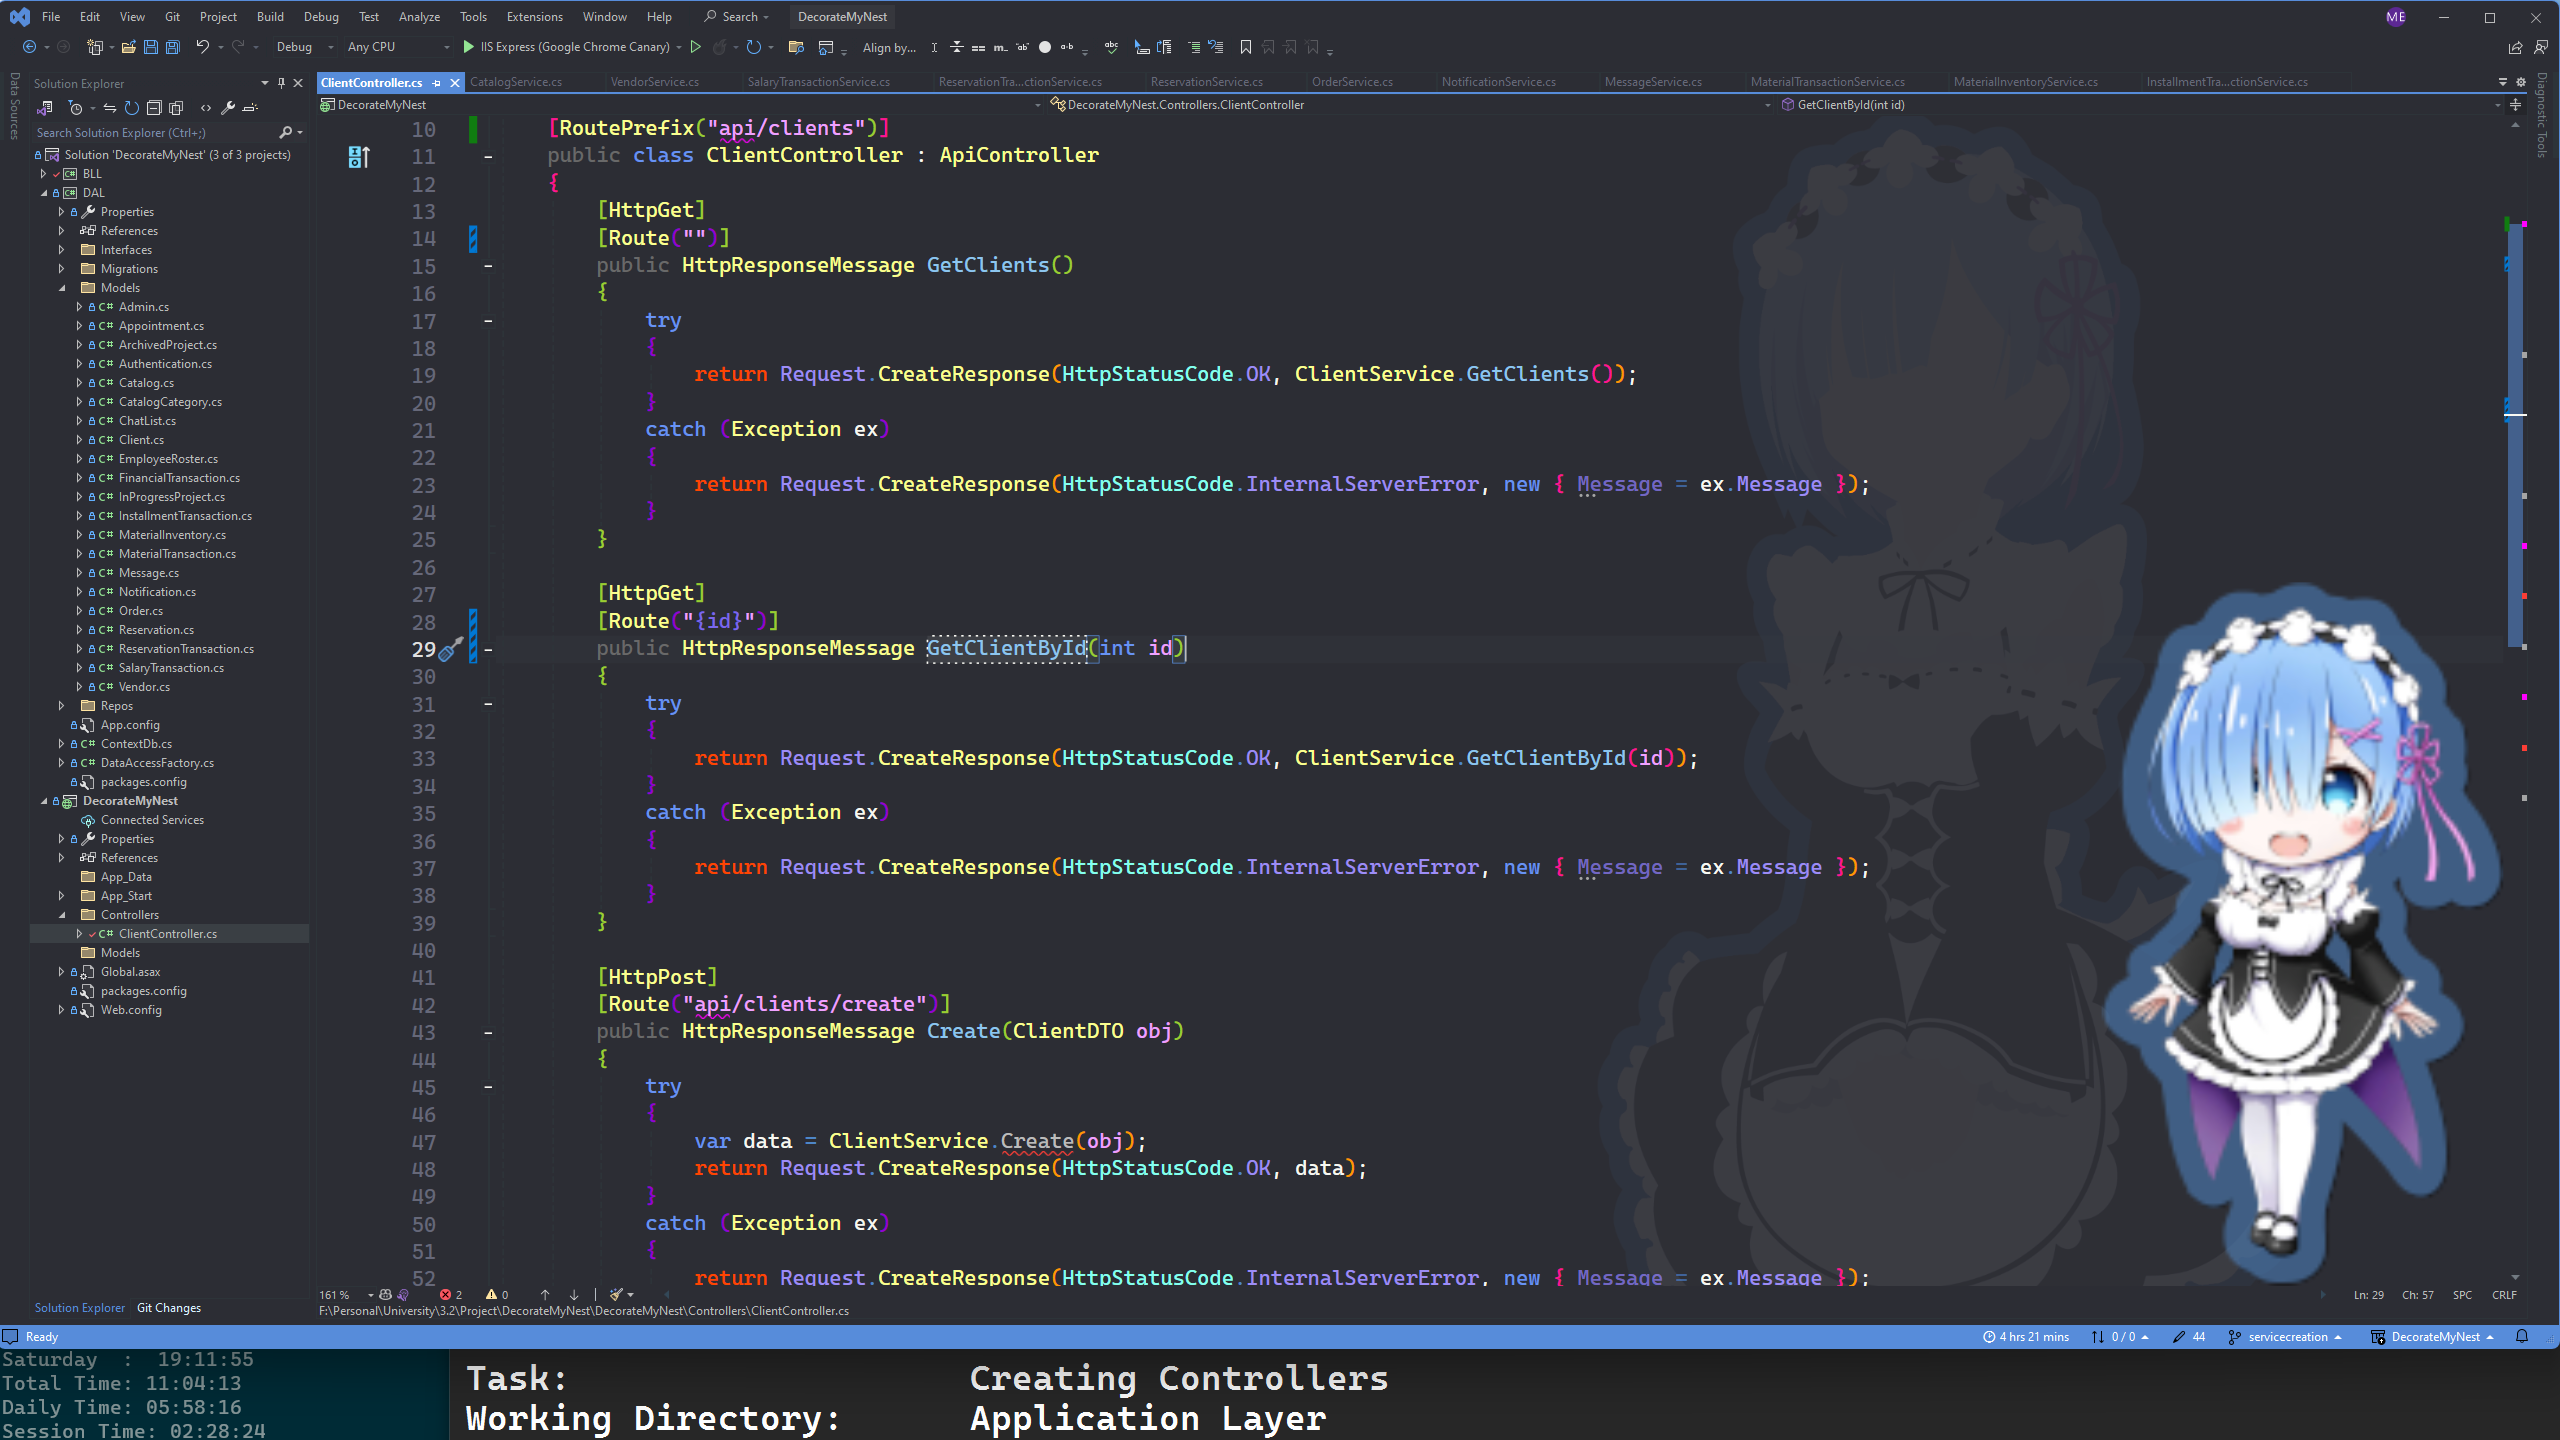 File Edit View Git Project Build Debug Test Analyze Tools Extensions Window Help Search DecorateMyNest ME
Debug Any CPU IIS Express (Google Chrome Canary) Align by...
Data Sources
Solution Explorer
Search Solution Explorer (Ctrl+;)
Solution 'DecorateMyNest' (3 of 3 projects)
BLL
DAL
Properties
References
Interfaces
Migrations
Models
Admin.cs
Appointment.cs
ArchivedProject.cs
Authentication.cs
Catalog.cs
CatalogCategory.cs
ChatList.cs
Client.cs
EmployeeRoster.cs
FinancialTransaction.cs
InProgressProject.cs
InstallmentTransaction.cs
MaterialInventory.cs
MaterialTransaction.cs
Message.cs
Notification.cs
Order.cs
Reservation.cs
ReservationTransaction.cs
SalaryTransaction.cs
Vendor.cs
Repos
App.config
ContextDb.cs
DataAccessFactory.cs
packages.config
DecorateMyNest
Connected Services
Properties
References
App_Data
App_Start
Controllers
ClientController.cs
Models
Global.asax
packages.config
Web.config
Solution Explorer Git Changes
ClientController.cs CatalogService.cs VendorService.cs SalaryTransactionService.cs ReservationTra...ctionService.cs ReservationService.cs OrderService.cs NotificationService.cs MessageService.cs MaterialTransactionService.cs MaterialInventoryService.cs InstallmentTra...ctionService.cs
DecorateMyNest DecorateMyNest.Controllers.ClientController GetClientById(int id)
Diagnostic Tools
10 [RoutePrefix("api/clients")]
11 public class ClientController : ApiController
12 {
13 [HttpGet]
14 [Route("")]
15 public HttpResponseMessage GetClients()
16 {
17 try
18 {
19 return Request.CreateResponse(HttpStatusCode.OK, ClientService.GetClients());
20 }
21 catch (Exception ex)
22 {
23 return Request.CreateResponse(HttpStatusCode.InternalServerError, new { Message = ex.Message });
24 }
25 }
26
27 [HttpGet]
28 [Route("{id}")]
29 public HttpResponseMessage GetClientById(int id)
30 {
31 try
32 {
33 return Request.CreateResponse(HttpStatusCode.OK, ClientService.GetClientById(id));
34 }
35 catch (Exception ex)
36 {
37 return Request.CreateResponse(HttpStatusCode.InternalServerError, new { Message = ex.Message });
38 }
39 }
40
41 [HttpPost]
42 [Route("api/clients/create")]
43 public HttpResponseMessage Create(ClientDTO obj)
44 {
45 try
46 {
47 var data = ClientService.Create(obj);
48 return Request.CreateResponse(HttpStatusCode.OK, data);
49 }
50 catch (Exception ex)
51 {
52 return Request.CreateResponse(HttpStatusCode.InternalServerError, new { Message = ex.Message });
161 % 2 0 Ln: 29 Ch: 57 SPC CRLF
F:\Personal\University\3.2\Project\DecorateMyNest\DecorateMyNest\Controllers\ClientController.cs
Ready 4 hrs 21 mins 0 / 0 44 servicecreation DecorateMyNest
Saturday : 19:11:55
Total Time: 11:04:13
Daily Time: 05:58:16
Session Time: 02:28:24
Task: Creating Controllers
Working Directory: Application Layer